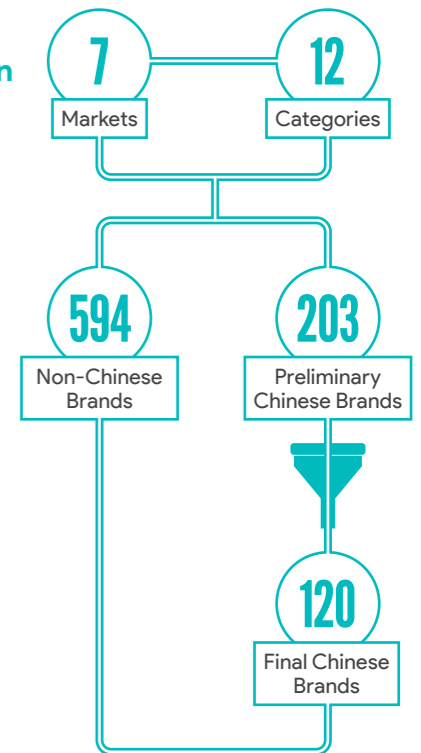 n
7
12
Markets
Categories
594
203
Non-Chinese
Brands
Preliminary
Chinese Brands
120
Final Chinese
Brands